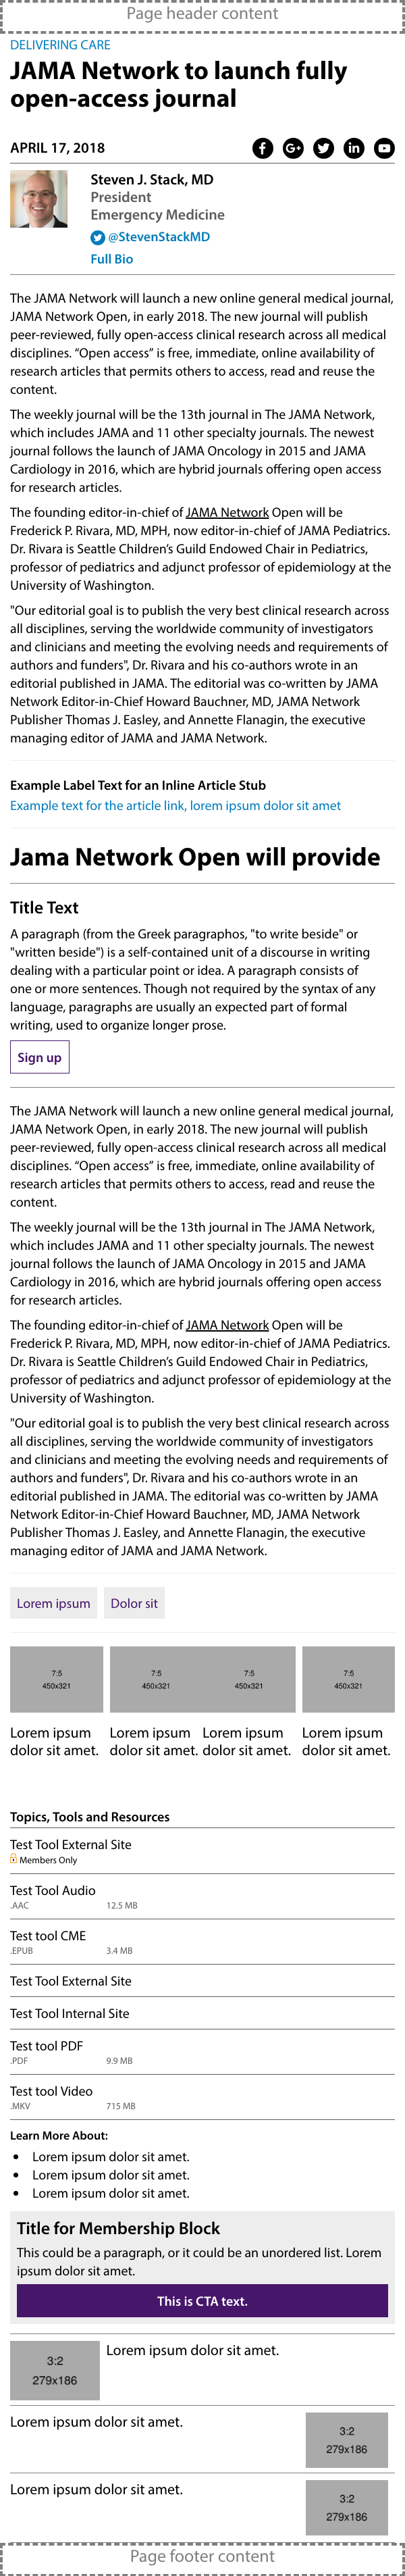 Page header content
DELIVERING CARE
JAMA Network to launch fully
open-access journal
APRIL 17, 2018
Steven J. Stack, MD
President
Emergency Medicine
@StevenStackMD
Full Bio
The JAMA Network will launch a new online general medical journal,
JAMA Network Open, in early 2018. The new journal will publish
peer-reviewed, fully open-access clinical research across all medical
disciplines. “Open access” is free, immediate, online availability of
research articles that permits others to access, read and reuse the
content.
The weekly journal will be the 13th journal in The JAMA Network,
which includes JAMA and 11 other specialty journals. The newest
journal follows the launch of JAMA Oncology in 2015 and JAMA
Cardiology in 2016, which are hybrid journals offering open access
for research articles.
The founding editor-in-chief of JAMA Network Open will be
Frederick P. Rivara, MD, MPH, now editor-in-chief of JAMA Pediatrics.
Dr. Rivara is Seattle Children’s Guild Endowed Chair in Pediatrics,
professor of pediatrics and adjunct professor of epidemiology at the
University of Washington.
"Our editorial goal is to publish the very best clinical research across
all disciplines, serving the worldwide community of investigators
and clinicians and meeting the evolving needs and requirements of
authors and funders", Dr. Rivara and his co-authors wrote in an
editorial published in JAMA. The editorial was co-written by JAMA
Network Editor-in-Chief Howard Bauchner, MD, JAMA Network
Publisher Thomas J. Easley, and Annette Flanagin, the executive
managing editor of JAMA and JAMA Network.
Example Label Text for an Inline Article Stub
Example text for the article link, lorem ipsum dolor sit amet
Jama Network Open will provide
Title Text
A paragraph (from the Greek paragraphos, "to write beside" or
"written beside") is a self-contained unit of a discourse in writing
dealing with a particular point or idea. A paragraph consists of
one or more sentences. Though not required by the syntax of any
language, paragraphs are usually an expected part of formal
writing, used to organize longer prose.
Sign up
The JAMA Network will launch a new online general medical journal,
JAMA Network Open, in early 2018. The new journal will publish
peer-reviewed, fully open-access clinical research across all medical
disciplines. “Open access” is free, immediate, online availability of
research articles that permits others to access, read and reuse the
content.
The weekly journal will be the 13th journal in The JAMA Network,
which includes JAMA and 11 other specialty journals. The newest
journal follows the launch of JAMA Oncology in 2015 and JAMA
Cardiology in 2016, which are hybrid journals offering open access
for research articles.
The founding editor-in-chief of JAMA Network Open will be
Frederick P. Rivara, MD, MPH, now editor-in-chief of JAMA Pediatrics.
Dr. Rivara is Seattle Children’s Guild Endowed Chair in Pediatrics,
professor of pediatrics and adjunct professor of epidemiology at the
University of Washington.
"Our editorial goal is to publish the very best clinical research across
all disciplines, serving the worldwide community of investigators
and clinicians and meeting the evolving needs and requirements of
authors and funders", Dr. Rivara and his co-authors wrote in an
editorial published in JAMA. The editorial was co-written by JAMA
Network Editor-in-Chief Howard Bauchner, MD, JAMA Network
Publisher Thomas J. Easley, and Annette Flanagin, the executive
managing editor of JAMA and JAMA Network.
Lorem ipsum Dolor sit
7:5 7:5 7:5 7:5
450x321 450x321 450x321 450x321
Lorem ipsum Lorem ipsum Lorem ipsum Lorem ipsum
dolor sit amet. dolor sit amet. dolor sit amet. dolor sit amet.
Topics, Tools and Resources
Test Tool External Site
Members Only
Test Tool Audio
.AAC 12.5 MB
Test tool CME
.EPUB 3.4 MB
Test Tool External Site
Test Tool Internal Site
Test tool PDF
.PDF 9.9 MB
Test tool Video
.MKV 715 MB
Learn More About:
• Lorem ipsum dolor sit amet.
• Lorem ipsum dolor sit amet.
• Lorem ipsum dolor sit amet.
Title for Membership Block
This could be a paragraph, or it could be an unordered list. Lorem
ipsum dolor sit amet.
This is CTA text.
Lorem ipsum dolor sit amet.
3:2
279x186
Lorem ipsum dolor sit amet.
3:2
279x186
Lorem ipsum dolor sit amet.
3:2
279x186
Page footer content